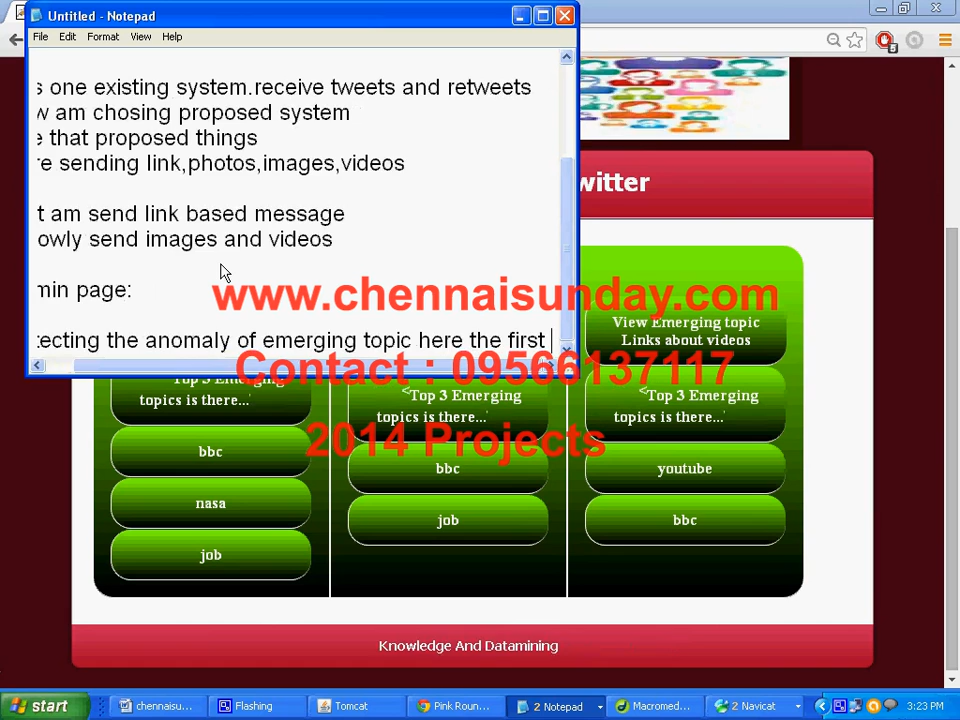 Untitled - Notepad
File Edit Format View Help
s one existing system.receive tweets and retweets
w am chosing proposed system
e that proposed things
re sending link,photos,images,videos
t am send link based message
owly send images and videos
min page:
tecting the anomaly of emerging topic here the first
witter
www.chennaisunday.com
Contact : 09566137117
2014 Projects
View Emerging topic
Links about videos
Top 3 Emerging
topics is there...'
bbc
nasa
job
<Top 3 Emerging
topics is there...'
bbc
job
<Top 3 Emerging
topics is there...'
youtube
bbc
Knowledge And Datamining
start
chennaisu...
Flashing
Tomcat
Pink Roun...
2 Notepad
Macromed...
2 Navicat
3:23 PM